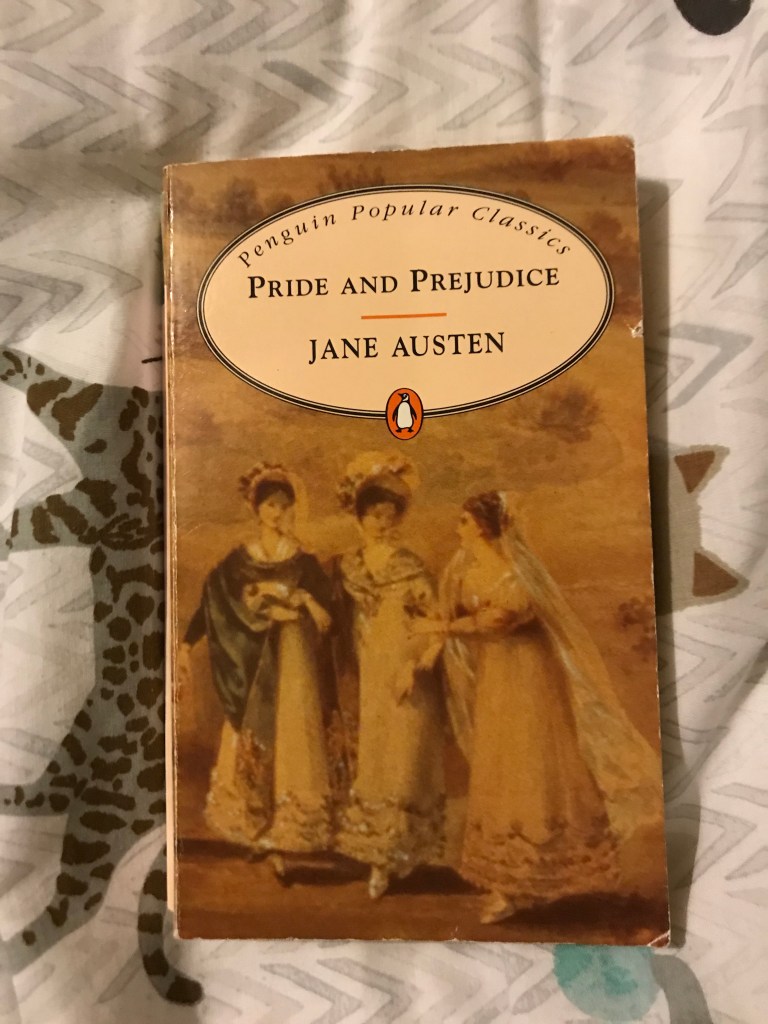 Penguin Popular Classics
PRIDE AND PREJUDICE
JANE AUSTEN